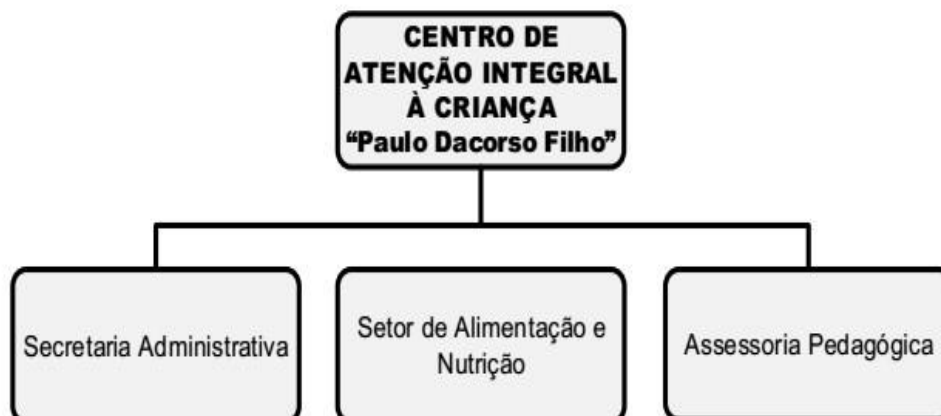 CENTRO DE
ATENÇÃO INTEGRAL
À CRIANÇA
“Paulo Dacorso Filho”
Secretaria Administrativa
Setor de Alimentação e
Nutrição
Assessoria Pedagógica